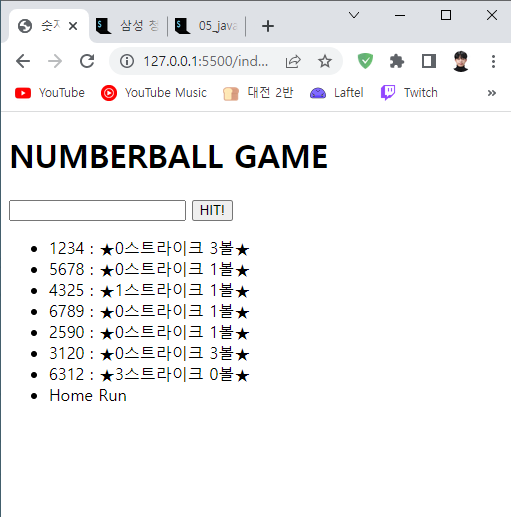 숫자
삼성 청
05_java
127.0.0.1:5500/ind...
YouTube YouTube Music 대전 2반 Laftel Twitch »
NUMBERBALL GAME
HIT!
• 1234 : ★0스트라이크 3볼★
• 5678 : ★0스트라이크 1볼★
• 4325 : ★1스트라이크 1볼★
• 6789 : ★0스트라이크 1볼★
• 2590 : ★0스트라이크 1볼★
• 3120 : ★0스트라이크 3볼★
• 6312 : ★3스트라이크 0볼★
• Home Run